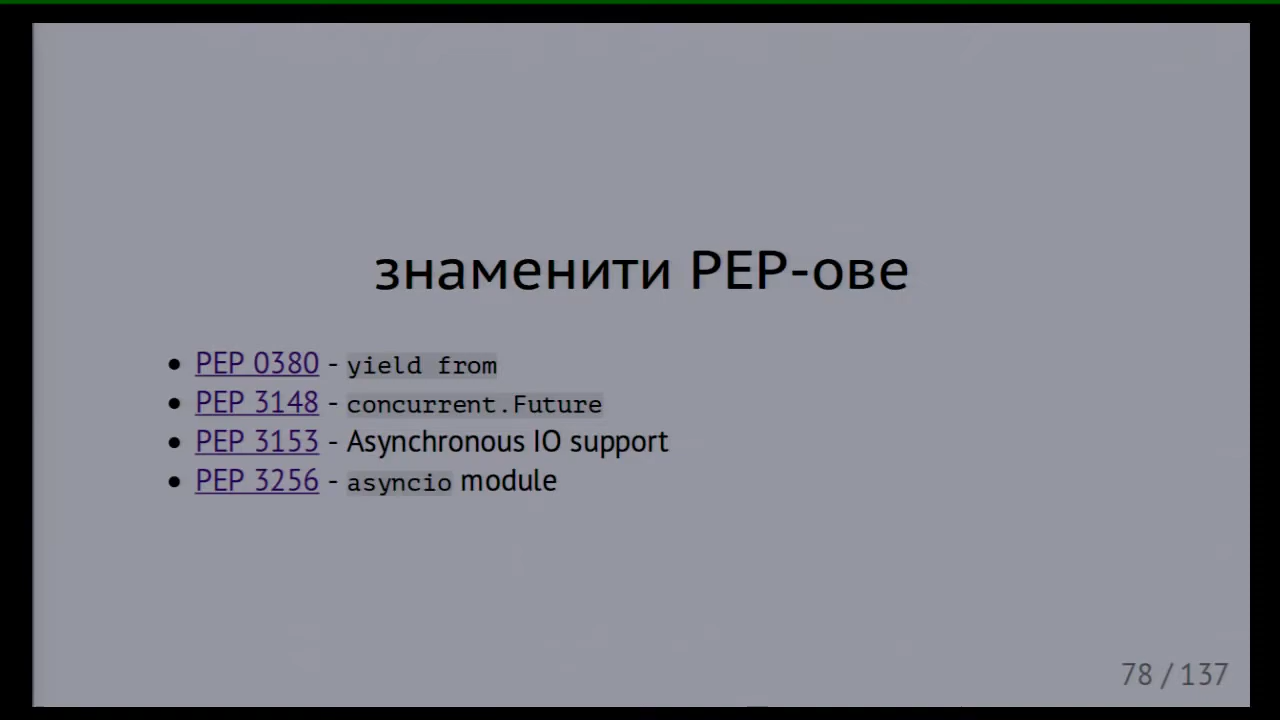 знаменити PEP-ове
• PEP 0380 - yield from
• PEP 3148 - concurrent.Future
• PEP 3153 - Asynchronous IO support
• PEP 3256 - asyncio module
78 / 137